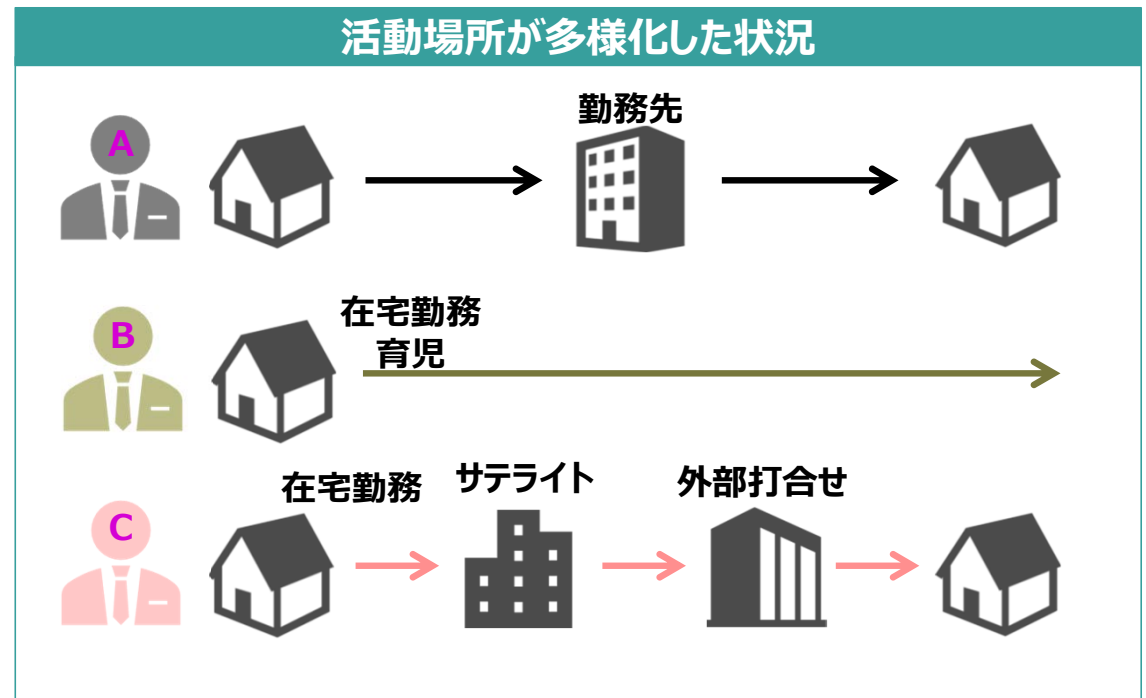 活動場所が多様化した状況
A
勤務先
B
在宅勤務
育児
C
在宅勤務
サテライト
外部打合せ